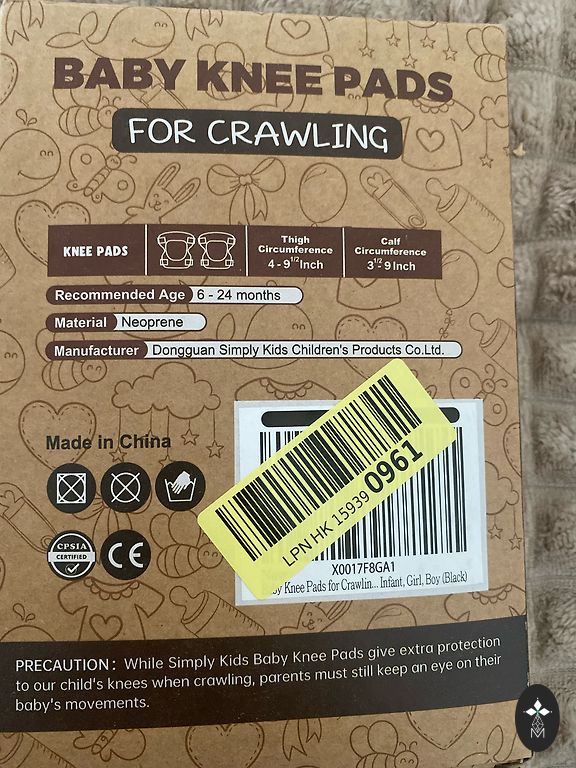 BABY KNEE PADS
FOR CRAWLING
KNEE PADS
Thigh
Circumference
4 - 9 1/2 Inch
Calf
Circumference
3 1/2 9 Inch
Recommended Age 6 - 24 months
Material Neoprene
Manufacturer Dongguan Simply Kids Children's Products Co.Ltd.
Made in China
CPSIA
CERTIFIED
CE
LPN HK 15939 0961
X0017F8GA1
Knee Pads for Crawlin... Infant, Girl, Boy (Black)
PRECAUTION: While Simply Kids Baby Knee Pads give extra protection
to our child's knees when crawling, parents must still keep an eye on their
baby's movements.
M